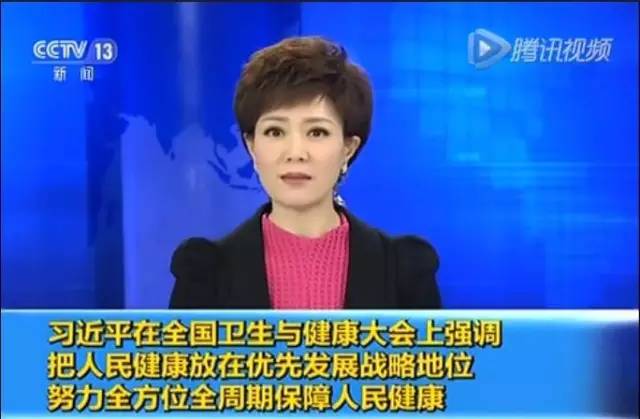 CCTV 13
新闻
腾讯视频
习近平在全国卫生与健康大会上强调
把人民健康放在优先发展战略地位
努力全方位全周期保障人民健康